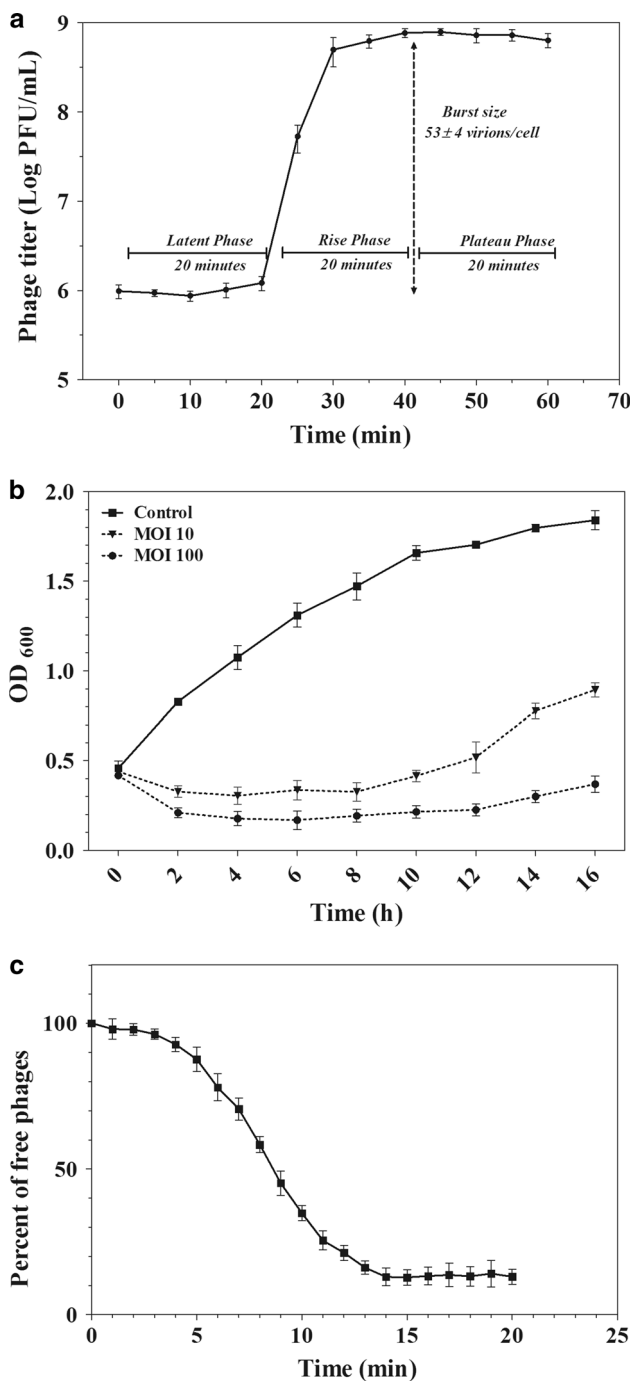 a
Phage titer (Log PFU/mL)
9
8
7
6
5
Burst size
53±4 virions/cell
Latent Phase
20 minutes
Rise Phase
20 minutes
Plateau Phase
20 minutes
0 10 20 30 40 50 60 70
Time (min)
b
OD 600
2.0
1.5
1.0
0.5
0.0
Control
MOI 10
MOI 100
0 2 4 6 8 10 12 14 16
Time (h)
c
Percent of free phages
100
50
0
0 5 10 15 20 25
Time (min)